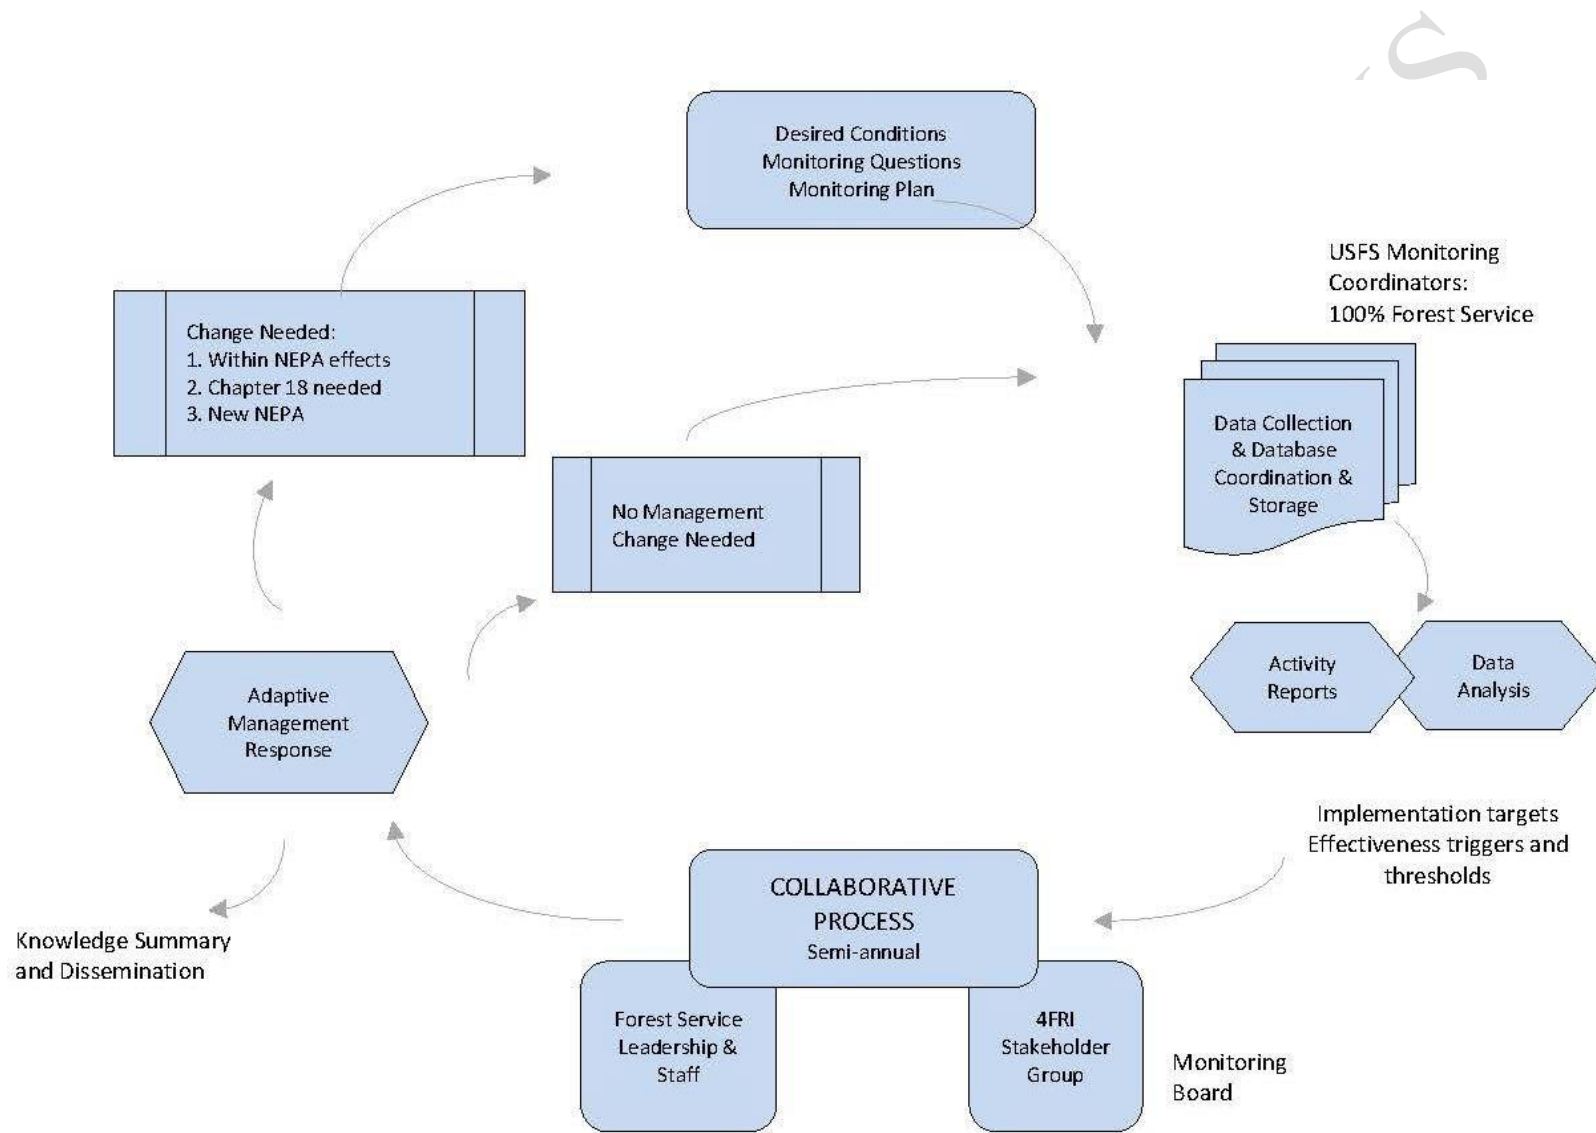 Desired Conditions
Monitoring Questions
Monitoring Plan
USFS Monitoring
Coordinators:
100% Forest Service
Change Needed:
1. Within NEPA effects
2. Chapter 18 needed
3. New NEPA
Data Collection
& Database
Coordination &
Storage
No Management
Change Needed
Activity
Reports
Data
Analysis
Adaptive
Management
Response
Implementation targets
Effectiveness triggers and
thresholds
COLLABORATIVE
PROCESS
Semi-annual
Knowledge Summary
and Dissemination
Forest Service
Leadership &
Staff
4FRI
Stakeholder
Group
Monitoring
Board